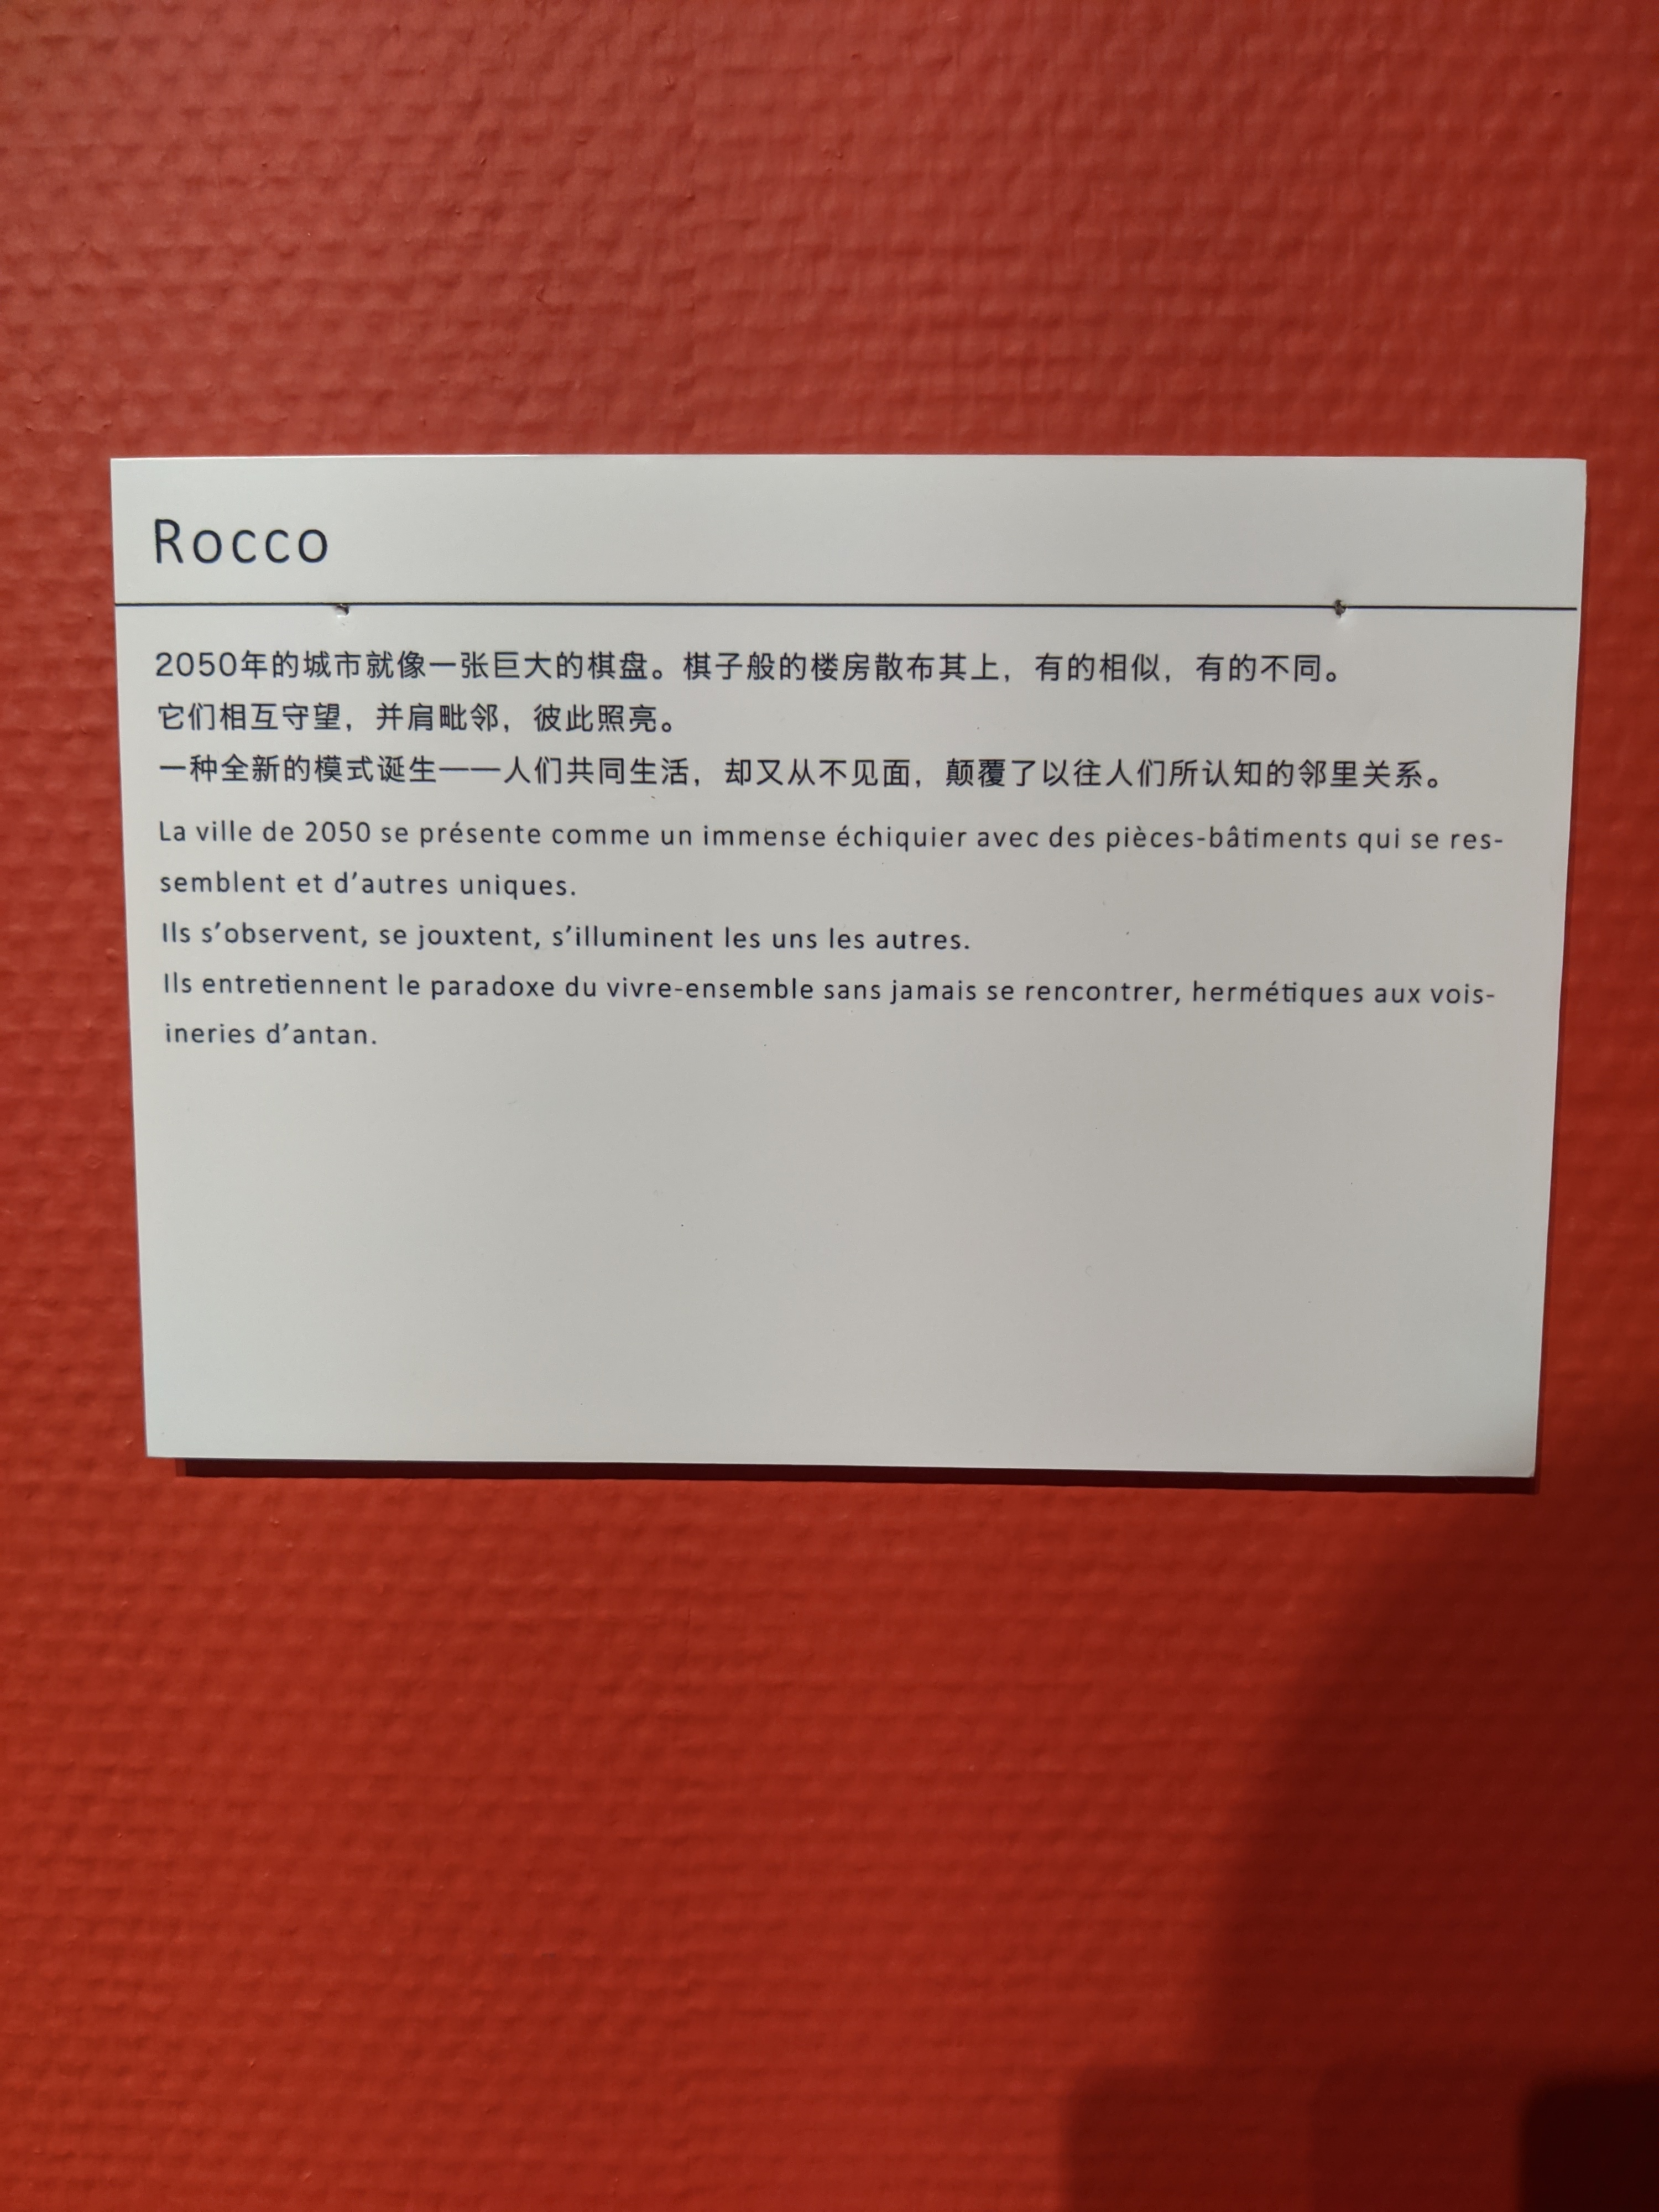 Rocco
2050年的城市就像一张巨大的棋盘。棋子般的楼房散布其上，有的相似，有的不同。
它们相互守望，并肩毗邻，彼此照亮。
一种全新的模式诞生——人们共同生活，却又从不见面，颠覆了以往人们所认知的邻里关系。
La ville de 2050 se présente comme un immense échiquier avec des pièces-bâtiments qui se res-
semblent et d’autres uniques.
Ils s’observent, se jouxtent, s’illuminent les uns les autres.
Ils entretiennent le paradoxe du vivre-ensemble sans jamais se rencontrer, hermétiques aux vois-
ineries d’antan.